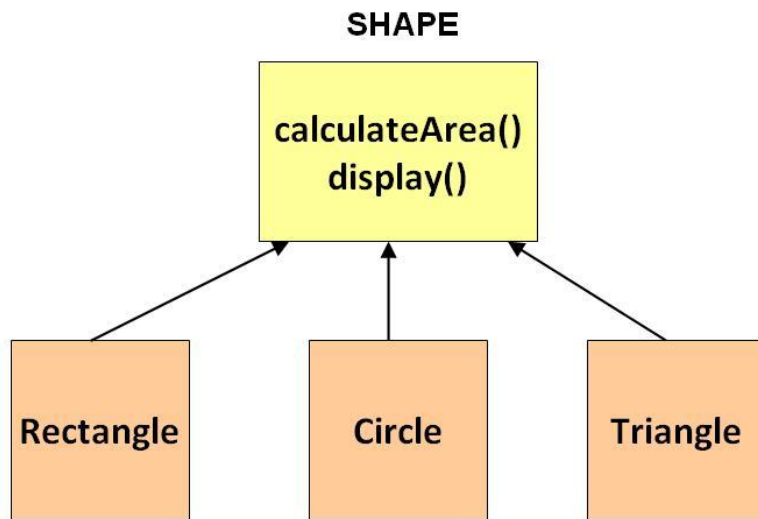 SHAPE
calculateArea()
display()
Rectangle
Circle
Triangle